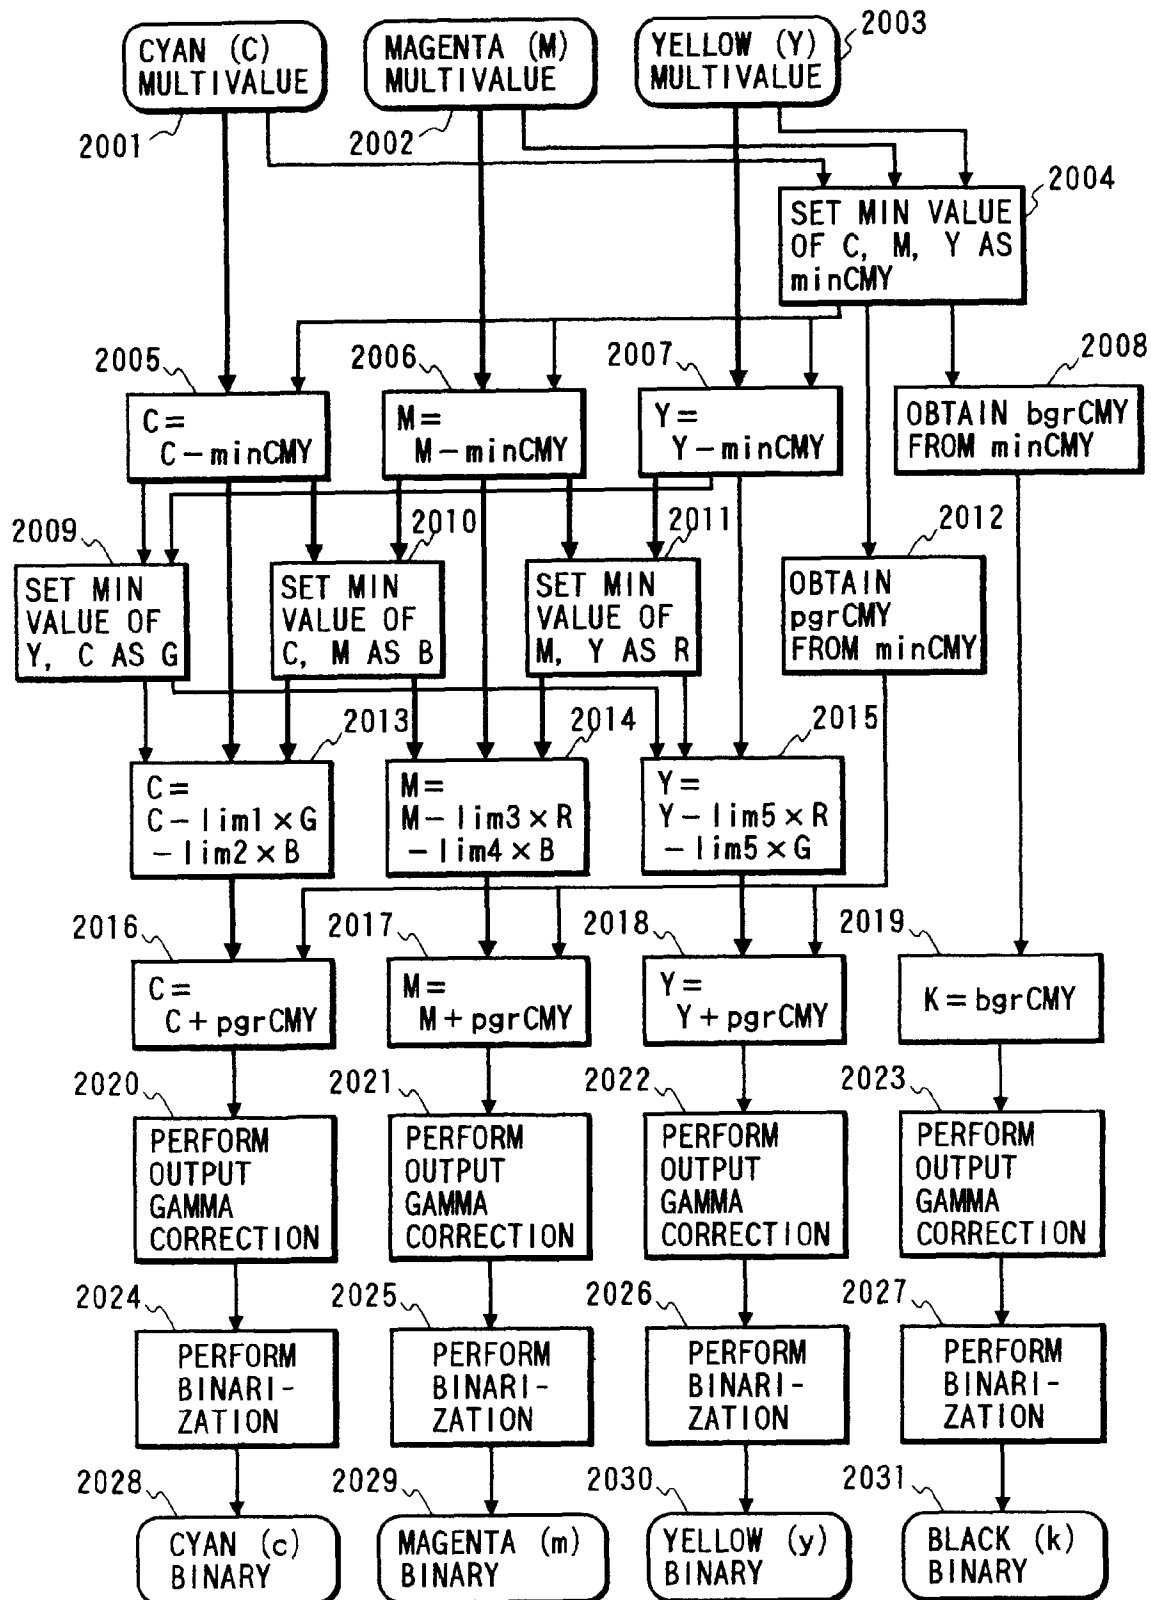 2003
CYAN (C)
MULTIVALUE
MAGENTA (M)
MULTIVALUE
YELLOW (Y)
MULTIVALUE
2001
2002
2004
SET MIN VALUE
OF C, M, Y AS
minCMY
2005
2006
2007
2008
C=
C-minCMY
M=
M-minCMY
Y=
Y-minCMY
OBTAIN bgrCMY
FROM minCMY
2009
2010
2011
2012
SET MIN
VALUE OF
Y, C AS G
SET MIN
VALUE OF
C, M AS B
SET MIN
VALUE OF
M, Y AS R
OBTAIN
pgrCMY
FROM minCMY
2013
2014
2015
C=
C-lim1×G
-lim2×B
M=
M-lim3×R
-lim4×B
Y=
Y-lim5×R
-lim5×G
2016
2017
2018
2019
C=
C+pgrCMY
M=
M+pgrCMY
Y=
Y+pgrCMY
K=bgrCMY
2020
2021
2022
2023
PERFORM
OUTPUT
GAMMA
CORRECTION
PERFORM
OUTPUT
GAMMA
CORRECTION
PERFORM
OUTPUT
GAMMA
CORRECTION
PERFORM
OUTPUT
GAMMA
CORRECTION
2024
2025
2026
2027
PERFORM
BINARI-
ZATION
PERFORM
BINARI-
ZATION
PERFORM
BINARI-
ZATION
PERFORM
BINARI-
ZATION
2028
2029
2030
2031
CYAN (c)
BINARY
MAGENTA (m)
BINARY
YELLOW (y)
BINARY
BLACK (k)
BINARY